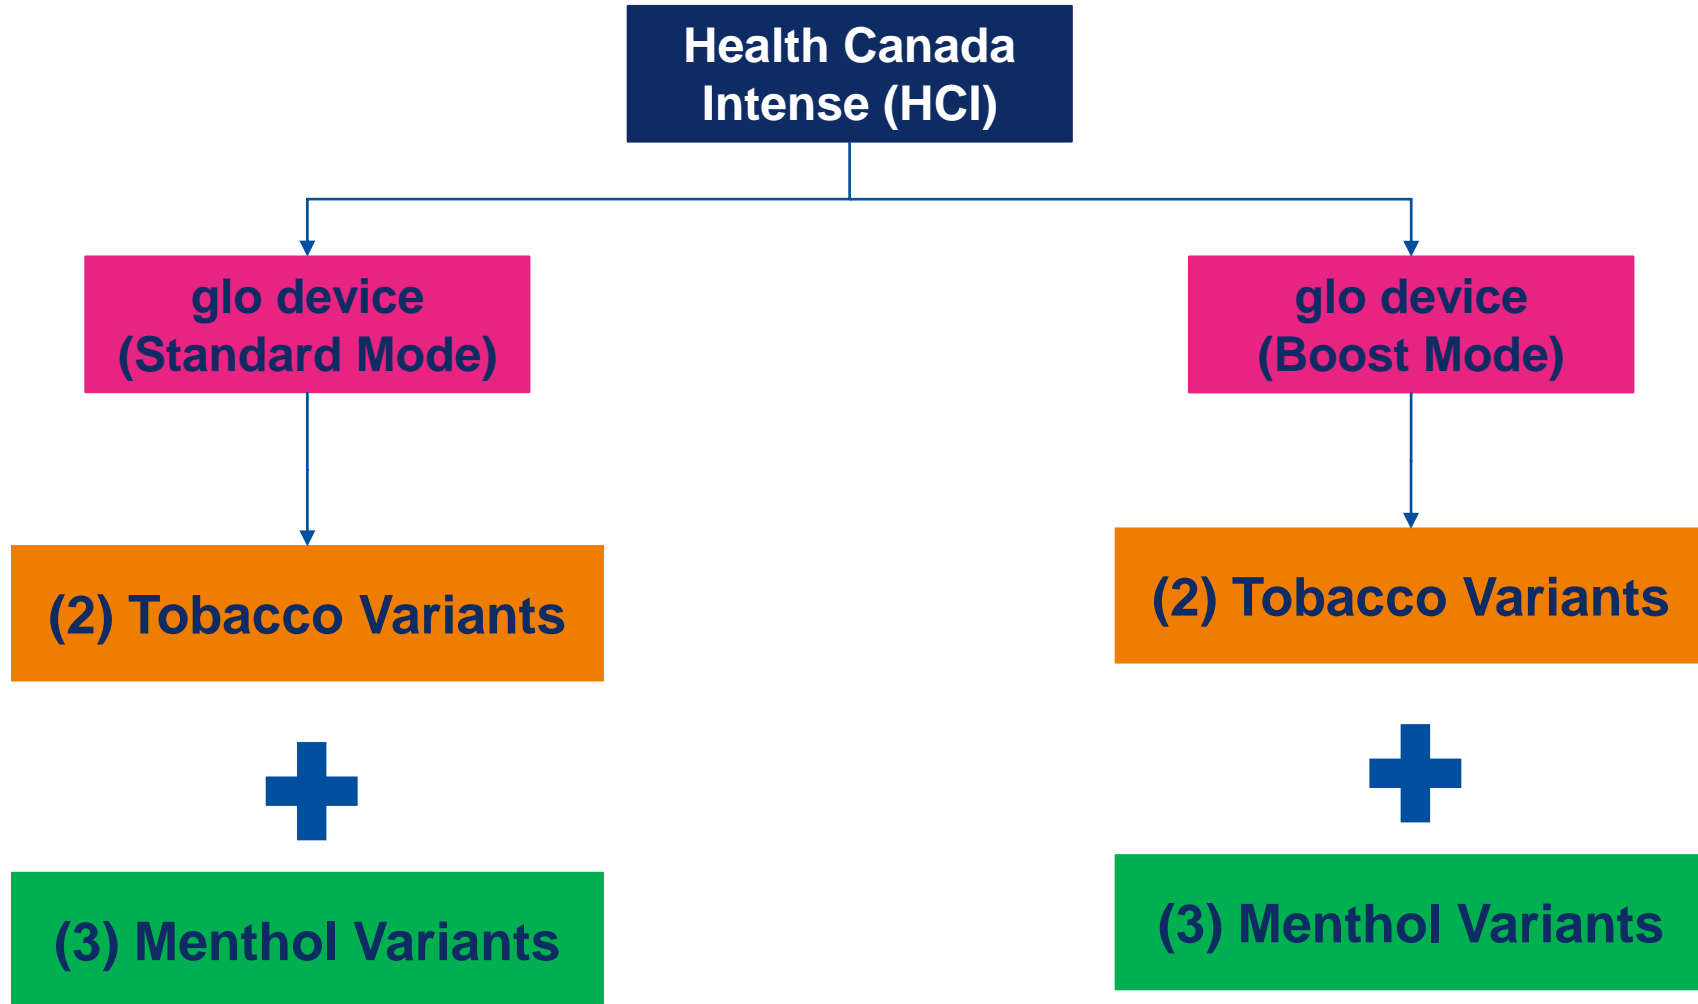 Health Canada
Intense (HCI)
glo device
(Standard Mode)
glo device
(Boost Mode)
(2) Tobacco Variants
(2) Tobacco Variants
(3) Menthol Variants
(3) Menthol Variants